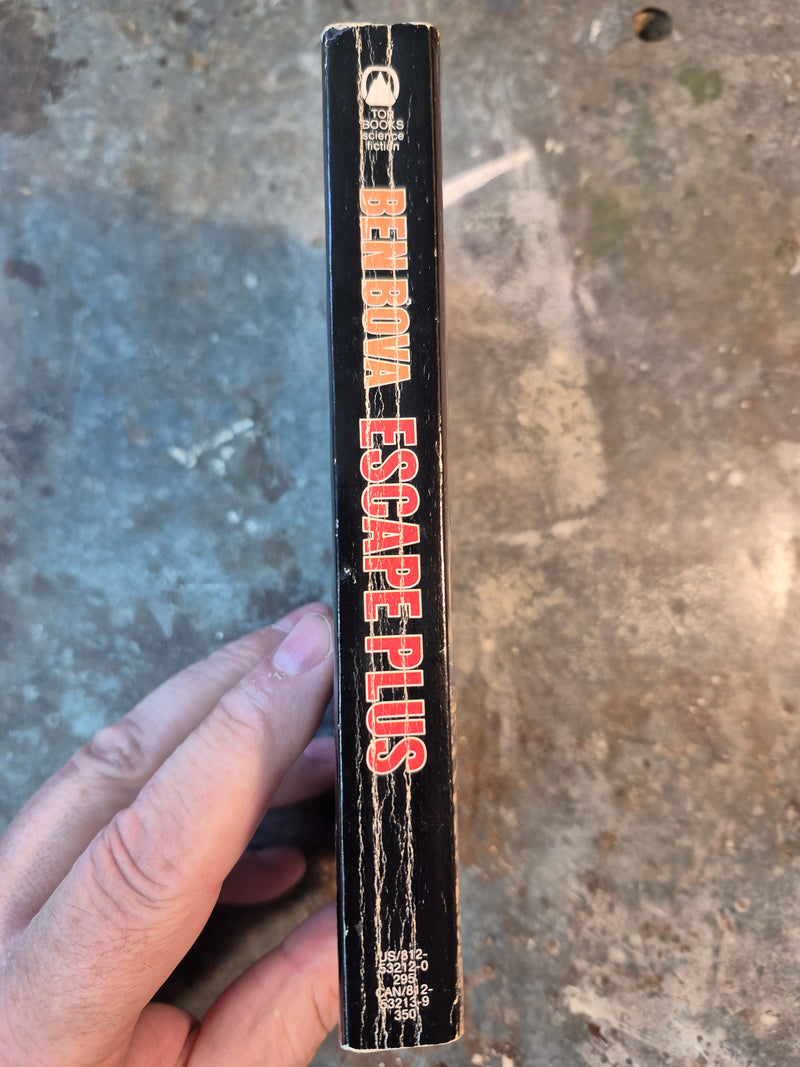 TOR
BOOKS
science
fiction
BEN BOVA ESCAPE PLUS
US/812-
53212-0
295
CAN/812-
53213-9
350